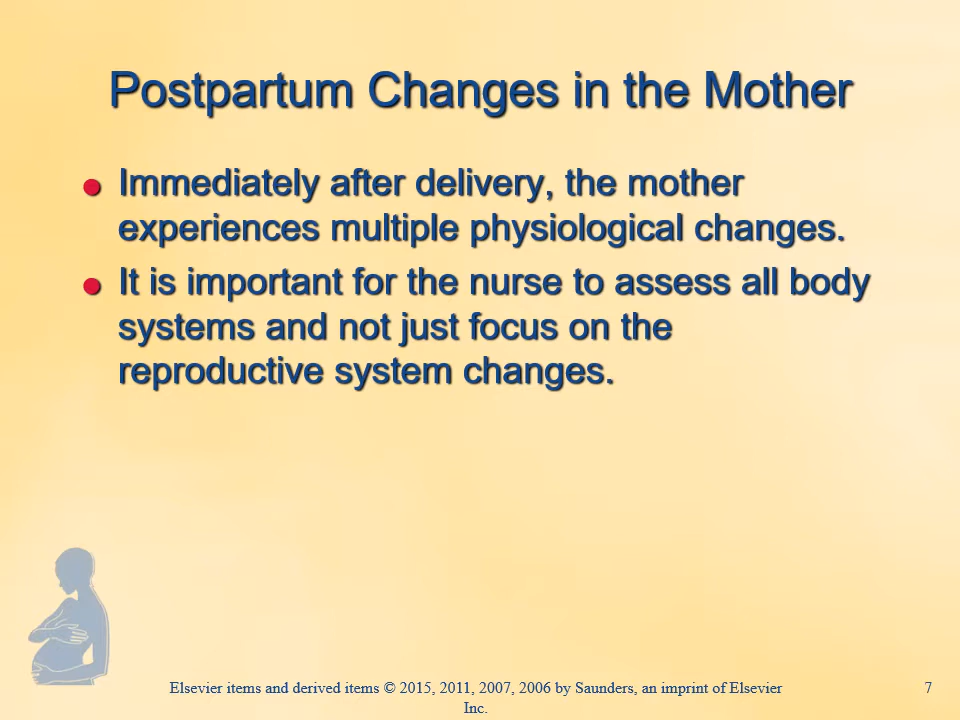 Postpartum Changes in the Mother
Immediately after delivery, the mother
experiences multiple physiological changes.
It is important for the nurse to assess all body
systems and not just focus on the
reproductive system changes.
Elsevier items and derived items © 2015, 2011, 2007, 2006 by Saunders, an imprint of Elsevier
Inc.
7